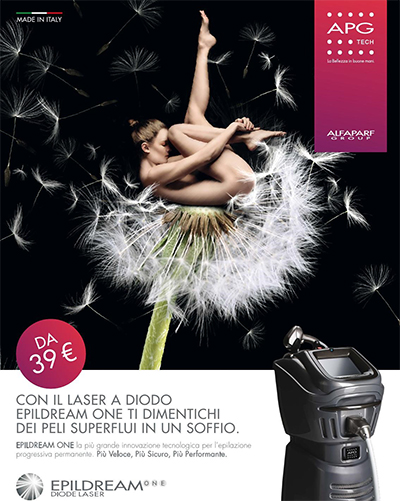 MADE IN ITALY
APG
TECH
La Bellezza in buone mani.
ALFAPARF
GROUP
DA
39 €
CON IL LASER A DIODO
EPILDREAM ONE TI DIMENTICHI
DEI PELI SUPERFLUI IN UN SOFFIO.
EPILDREAM ONE la più grande innovazione tecnologica per l'epilazione
progressiva permanente. Più Veloce, Più Sicuro, Più Performante.
EPILDREAM ONE
DIODE LASER